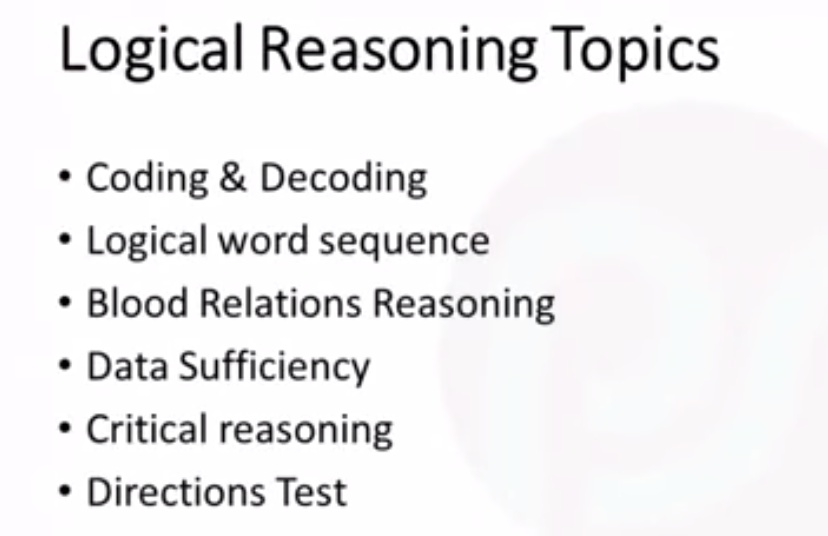 Logical Reasoning Topics
• Coding & Decoding
• Logical word sequence
• Blood Relations Reasoning
• Data Sufficiency
• Critical reasoning
• Directions Test